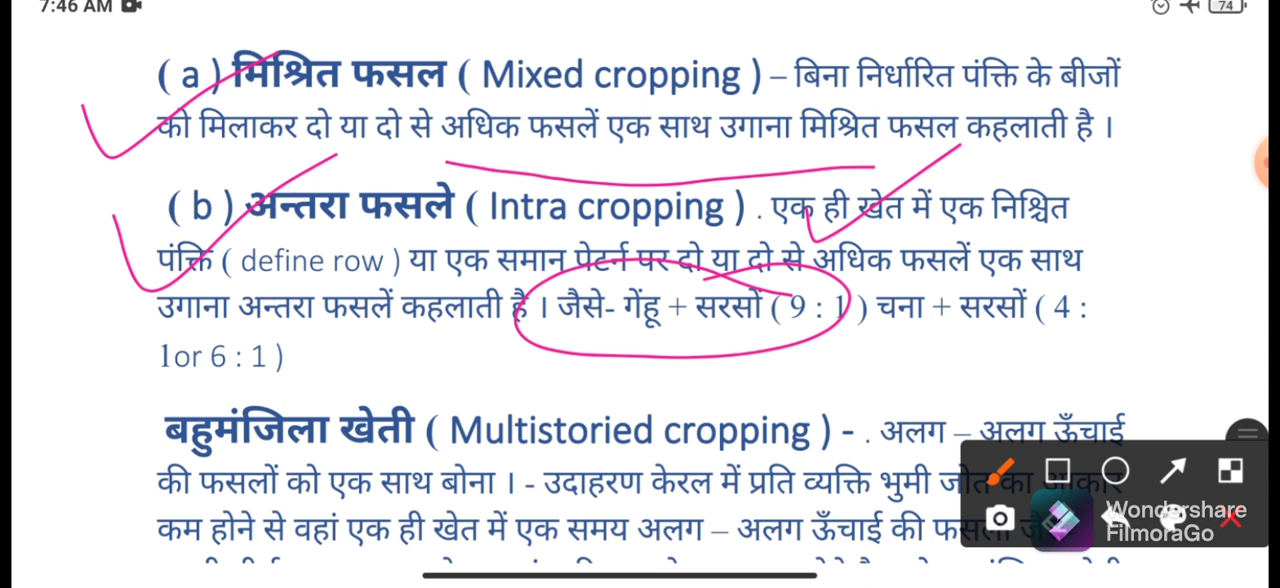 7:46 AM
74
( a ) मिश्रित फसल ( Mixed cropping ) – बिना निर्धारित पंक्ति के बीजों
को मिलाकर दो या दो से अधिक फसलें एक साथ उगाना मिश्रित फसल कहलाती है ।
( b ) अन्तरा फसले ( Intra cropping ) . एक ही खेत में एक निश्चित
पंक्ति ( define row ) या एक समान पेटर्न पर दो या दो से अधिक फसलें एक साथ
उगाना अन्तरा फसलें कहलाती है । जैसे- गेंहू + सरसों ( 9 : 1 ) चना + सरसों ( 4 :
1or 6 : 1 )
बहुमंजिला खेती ( Multistoried cropping ) - . अलग – अलग ऊँचाई
की फसलों को एक साथ बोना । - उदाहरण केरल में प्रति व्यक्ति भुमी जोत का आकार
कम होने से वहां एक ही खेत में एक समय अलग – अलग ऊँचाई की
Wondershare
FilmoraGo